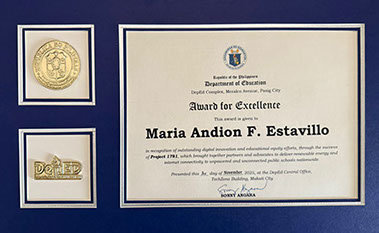 DepED
Republic of the Philippines
Department of Education
DepEd Complex, Meralco Avenue, Pasig City
Award for Excellence
This award is given to
Maria Andion F. Estavillo
in recognition of outstanding digital innovation and educational equity efforts, through the success
of Project 1781, which brought together partners and advocates to deliver renewable energy and
internet connectivity to unpowered and unconnected public schools nationwide
Presented this day of November 2025, at the DepEd Central Office,
Building, Makati City.
SONNY ANGARA